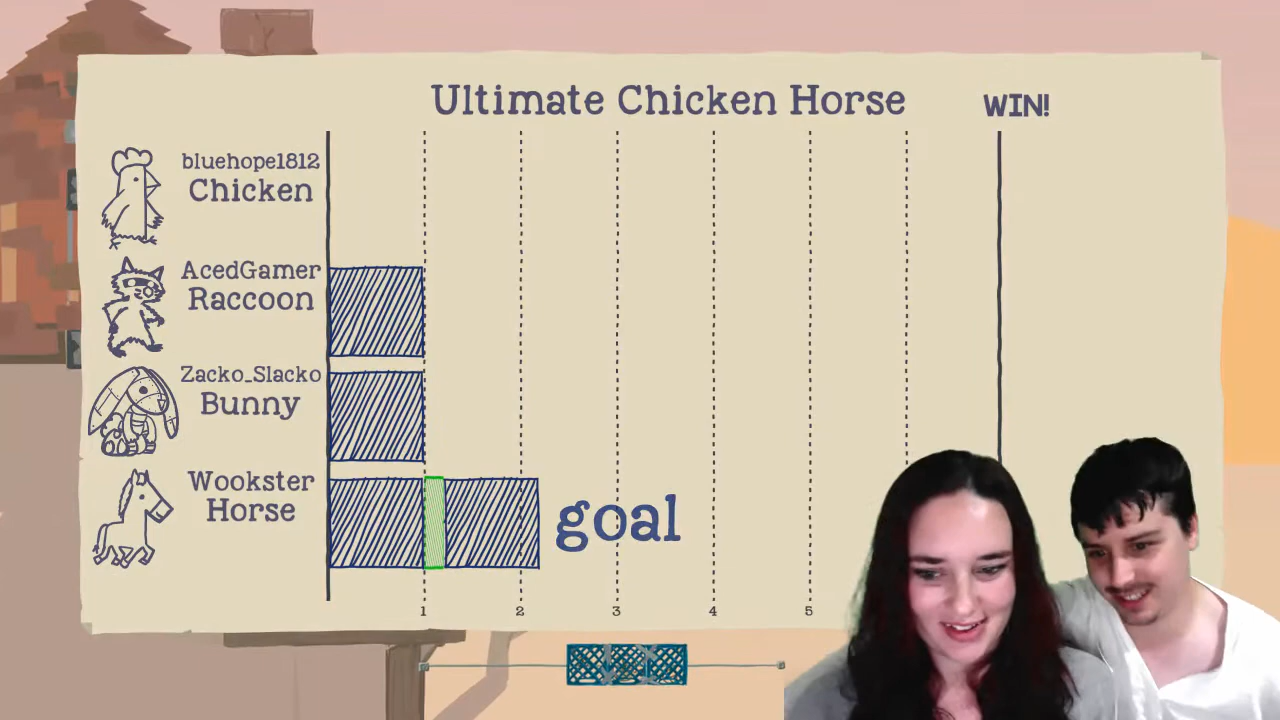 Ultimate Chicken Horse
WIN!
bluehope1812
Chicken
AcedGamer
Raccoon
Zacko_Slacko
Bunny
Wookster
Horse
goal
1 2 3 4 5